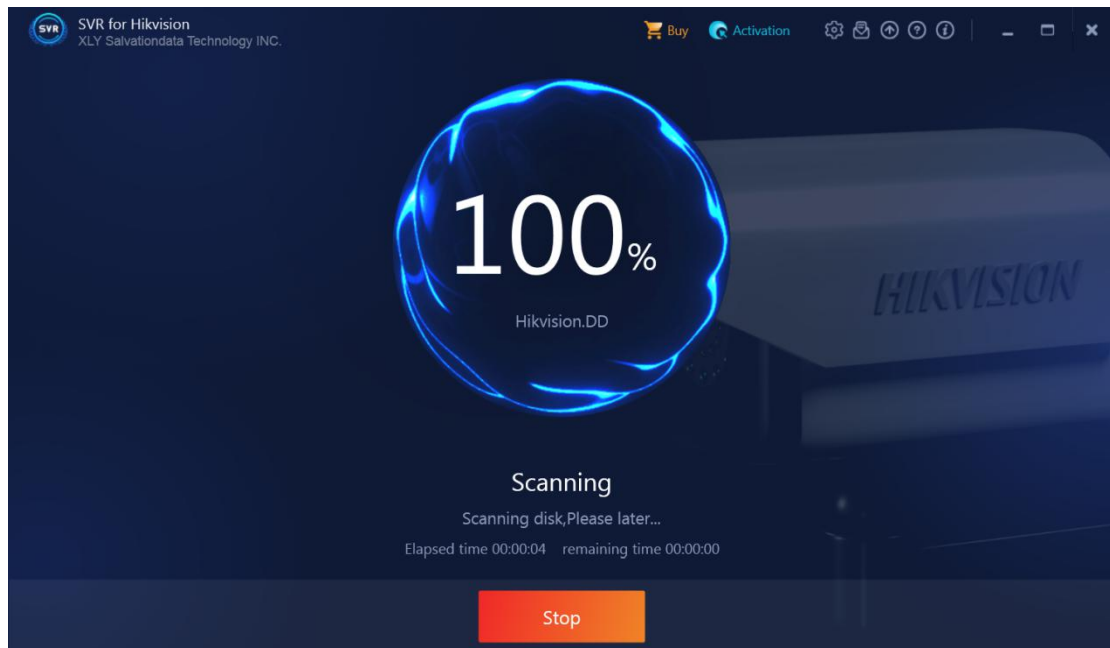 SVR
SVR for Hikvision
XLY Salvationdata Technology INC.
Buy
Activation
100%
Hikvision.DD
HIKVISION
Scanning
Scanning disk,Please later...
Elapsed time 00:00:04 remaining time 00:00:00
Stop